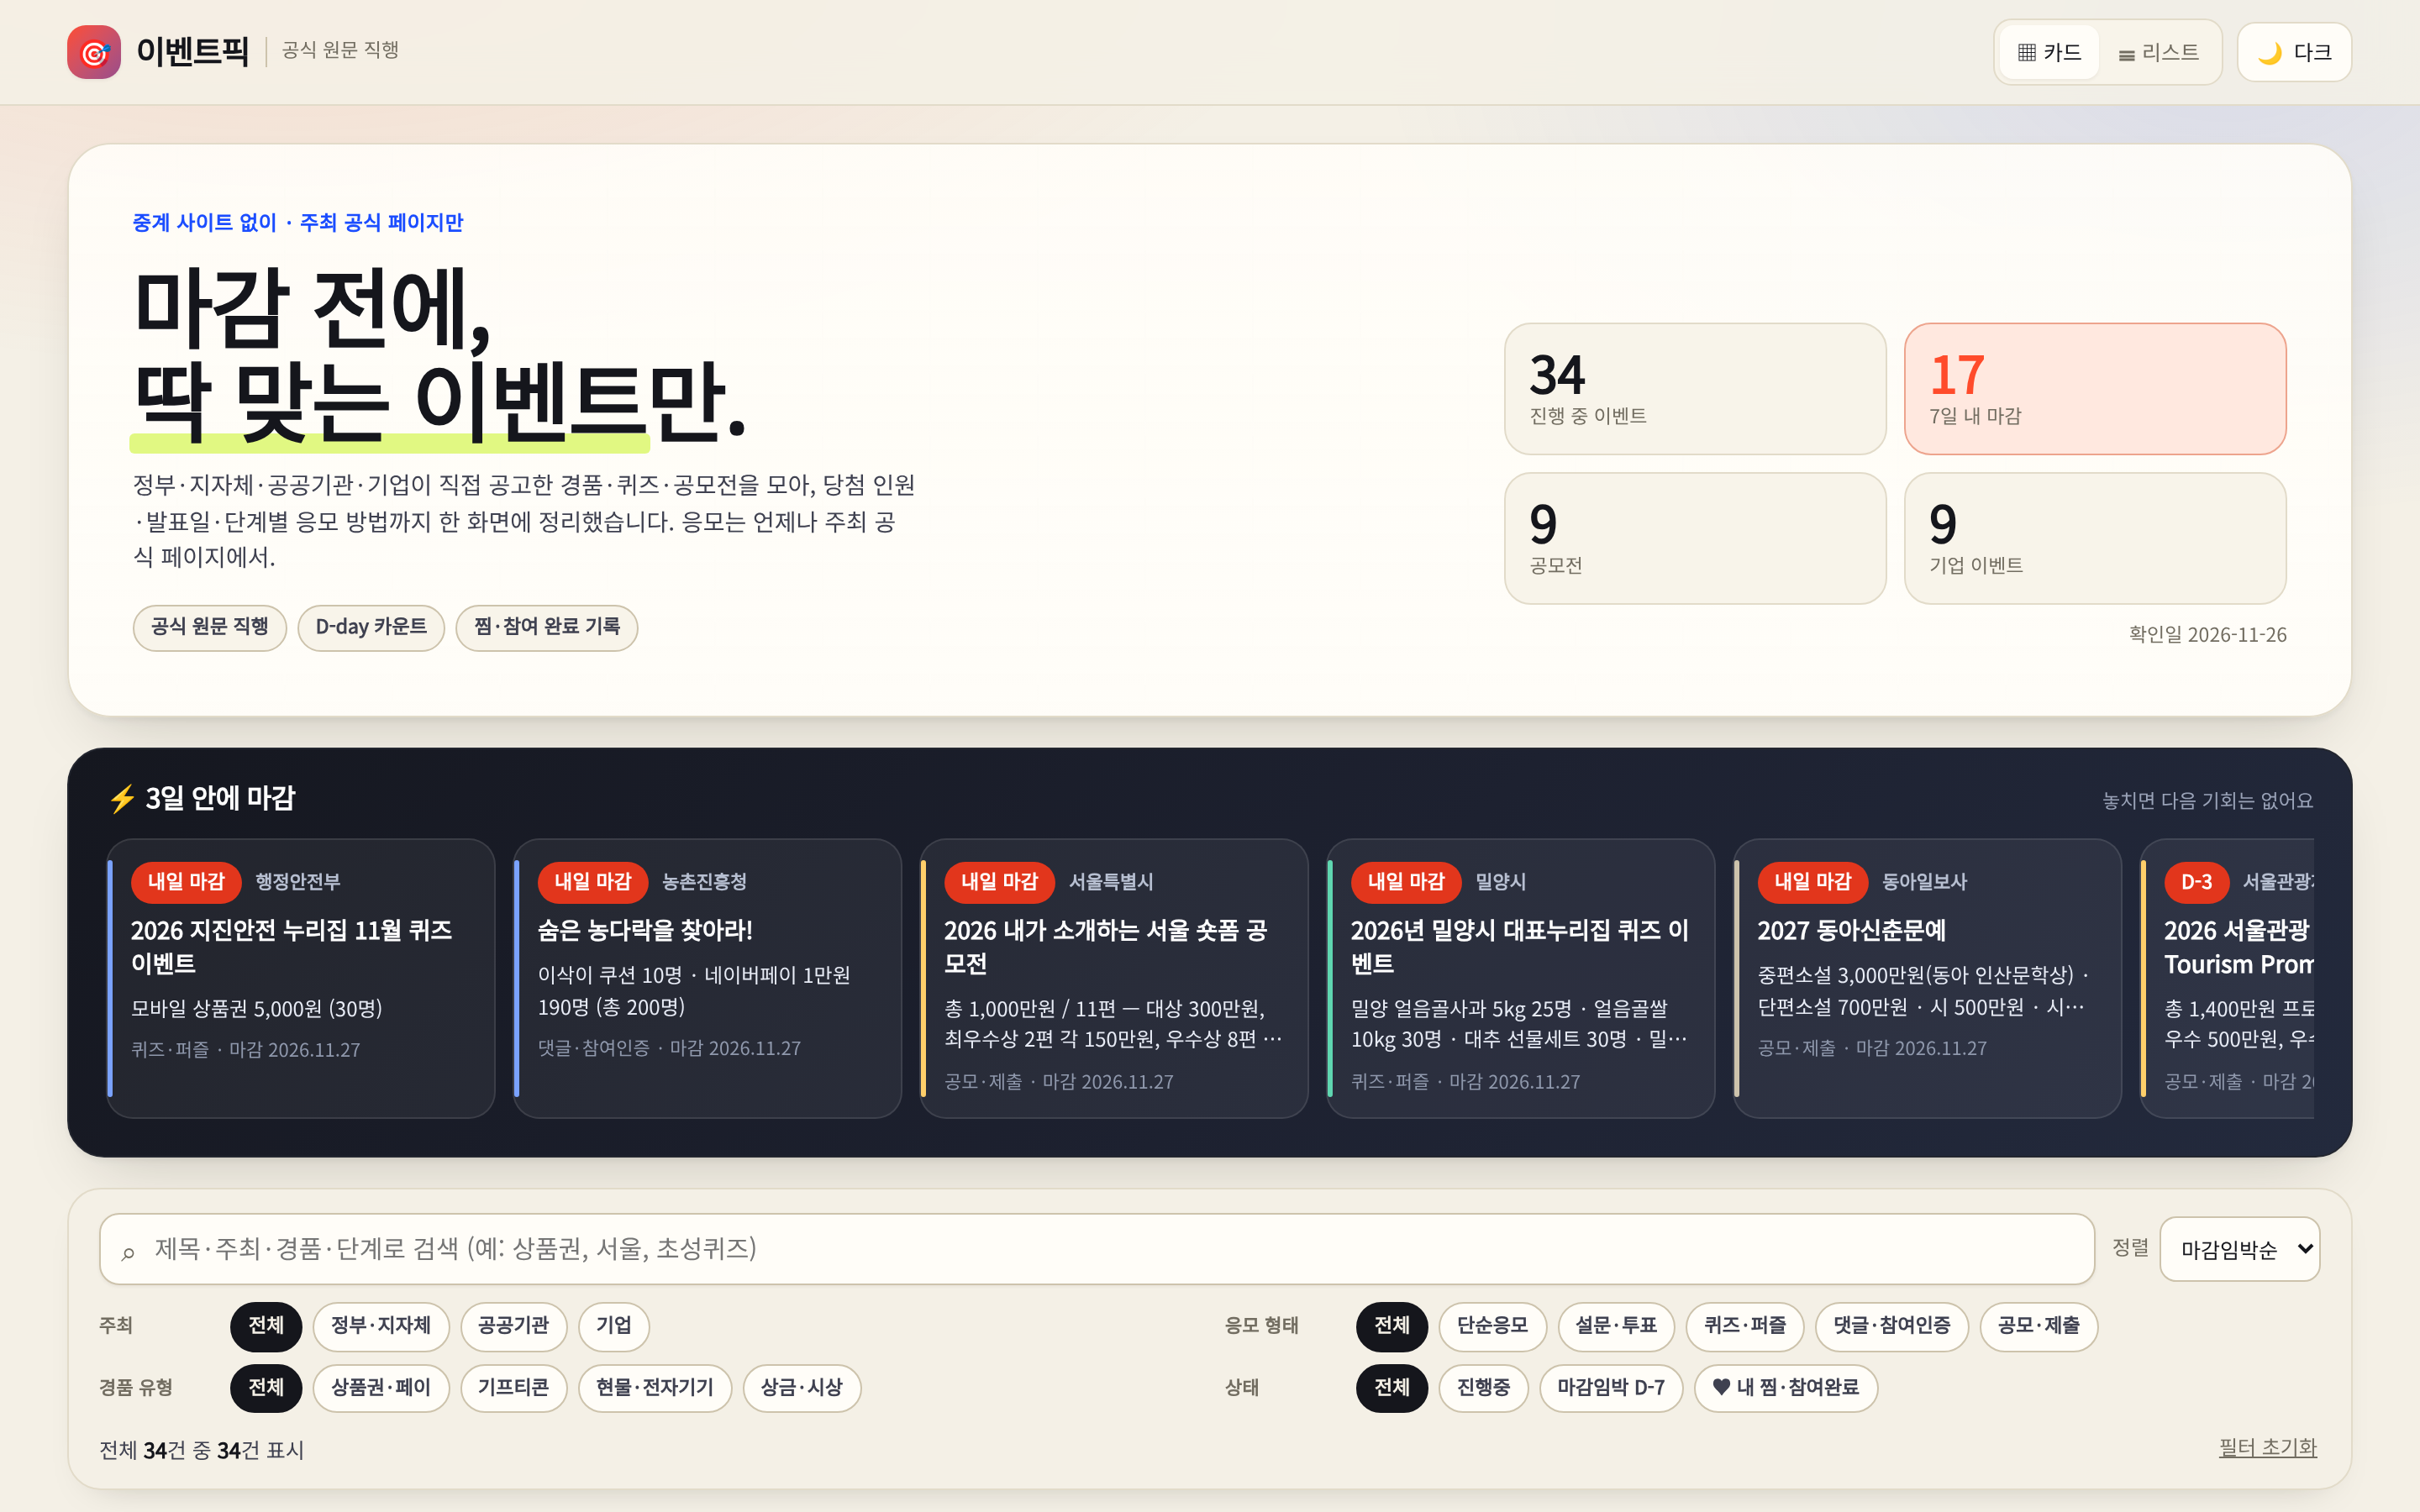 이벤트픽
공식 원문 직행
카드
리스트
다크
중계 사이트 없이 · 주최 공식 페이지만
마감 전에,
딱 맞는 이벤트만.
정부·지자체·공공기관·기업이 직접 공고한 경품·퀴즈·공모전을 모아, 당첨 인원
·발표일·단계별 응모 방법까지 한 화면에 정리했습니다. 응모는 언제나 주최 공
식 페이지에서.
공식 원문 직행
D-day 카운트
찜·참여 완료 기록
34
진행 중 이벤트
17
7일 내 마감
9
공모전
9
기업 이벤트
확인일 2026-11-26
⚡ 3일 안에 마감
놓치면 다음 기회는 없어요
내일 마감 행정안전부
2026 지진안전 누리집 11월 퀴즈
이벤트
모바일 상품권 5,000원 (30명)
퀴즈·퍼즐 · 마감 2026.11.27
내일 마감 농촌진흥청
숨은 농다락을 찾아라!
이삭이 쿠션 10명 · 네이버페이 1만원
190명 (총 200명)
댓글·참여인증 · 마감 2026.11.27
내일 마감 서울특별시
2026 내가 소개하는 서울 숏폼 공
모전
총 1,000만원 / 11편 — 대상 300만원,
최우수상 2편 각 150만원, 우수상 8편 …
공모·제출 · 마감 2026.11.27
내일 마감 밀양시
2026년 밀양시 대표누리집 퀴즈 이
벤트
밀양 얼음골사과 5kg 25명 · 얼음골쌀
10kg 30명 · 대추 선물세트 30명 · 밀…
퀴즈·퍼즐 · 마감 2026.11.27
내일 마감 동아일보사
2027 동아신춘문예
중편소설 3,000만원(동아 인산문학상) ·
단편소설 700만원 · 시 500만원 · 시…
공모·제출 · 마감 2026.11.27
D-3 서울관광
2026 서울관광
Tourism Prom
총 1,400만원 프로
우수 500만원, 우수
공모·제출 · 마감 20
제목·주최·경품·단계로 검색 (예: 상품권, 서울, 초성퀴즈)
정렬
마감임박순
주최
전체
정부·지자체
공공기관
기업
응모 형태
전체
단순응모
설문·투표
퀴즈·퍼즐
댓글·참여인증
공모·제출
경품 유형
전체
상품권·페이
기프티콘
현물·전자기기
상금·시상
상태
전체
진행중
마감임박 D-7
♥ 내 찜·참여완료
전체 34건 중 34건 표시
필터 초기화